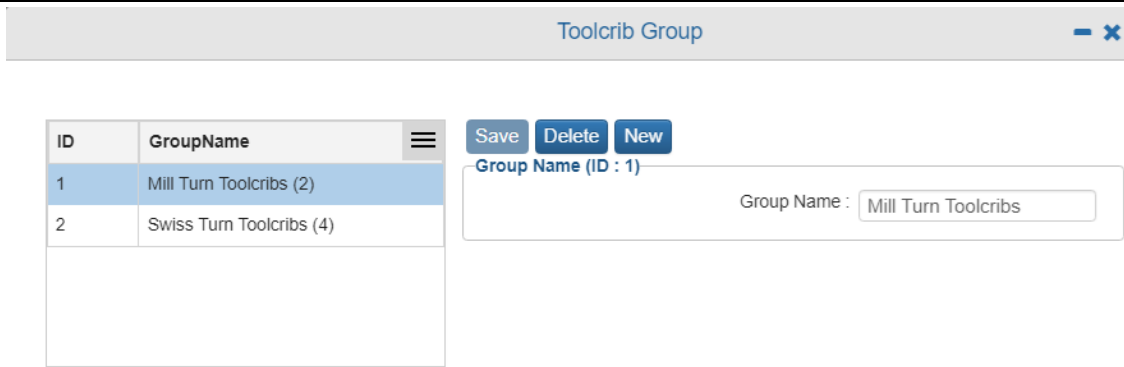 Toolcrib Group
ID GroupName
1 Mill Turn Toolcribs (2)
2 Swiss Turn Toolcribs (4)
Save Delete New
Group Name (ID : 1)
Group Name : Mill Turn Toolcribs